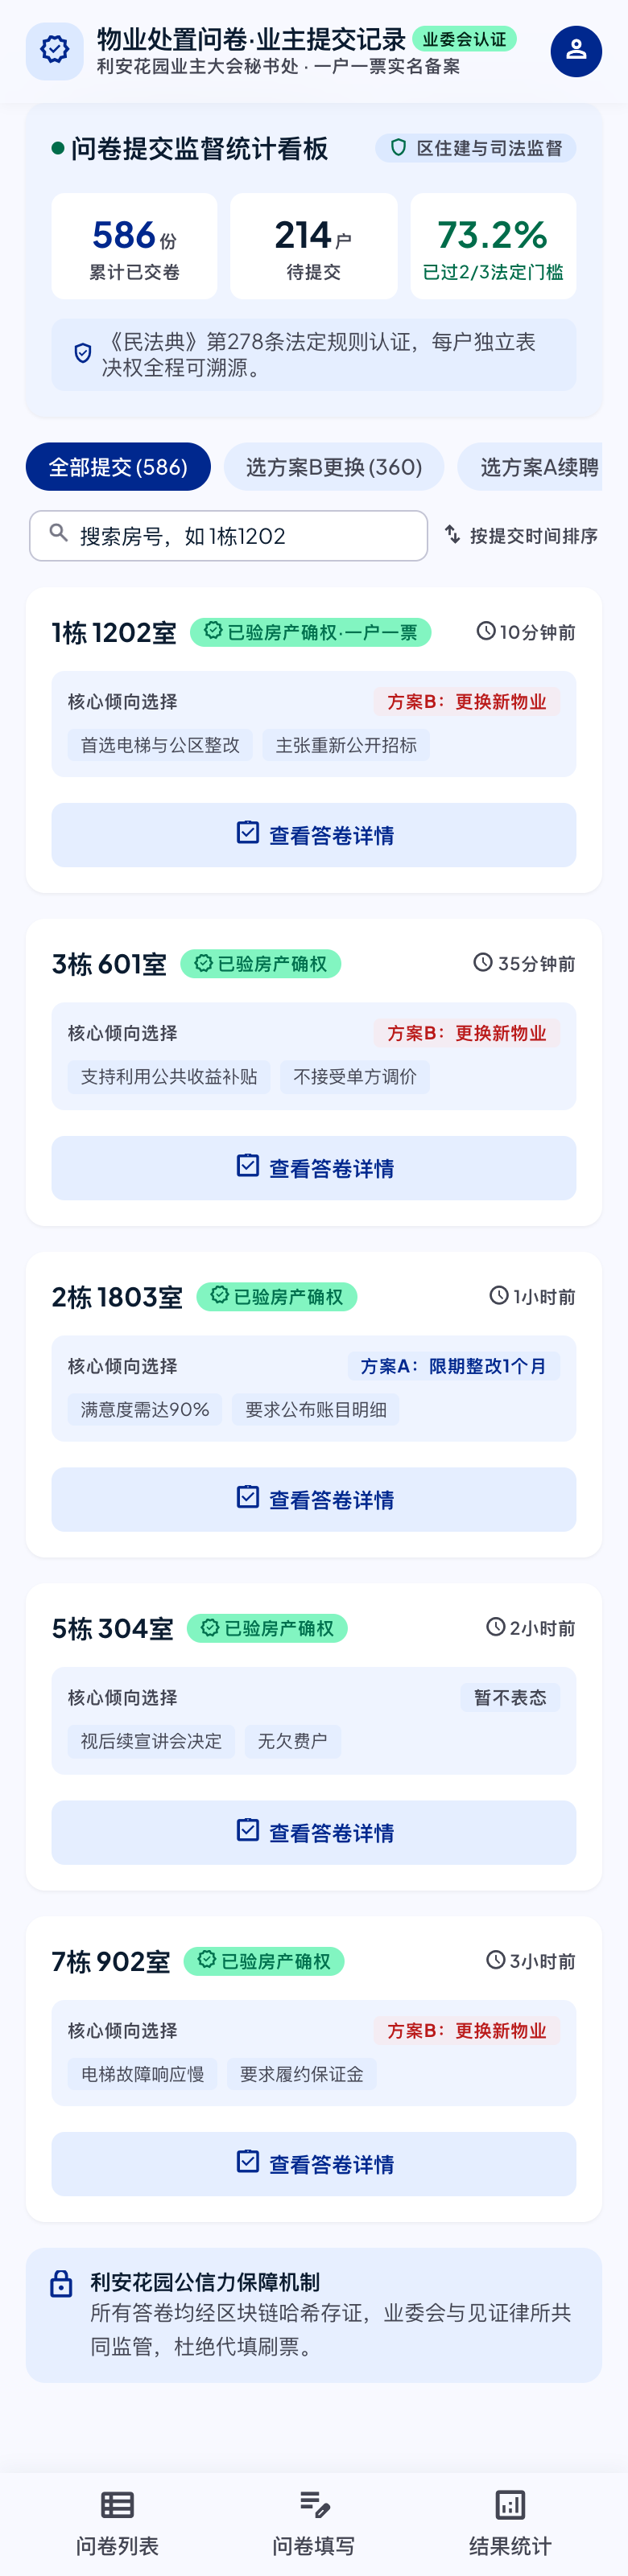 物业处置问卷·业主提交记录 业委会认证
利安花园业主大会秘书处 · 一户一票实名备案
问卷提交监督统计看板 区住建与司法监督
586份 214户 73.2%
累计已交卷 待提交 已过2/3法定门槛
《民法典》第278条法定规则认证，每户独立表
决权全程可溯源。
全部提交 (586) 选方案B更换 (360) 选方案A续聘
搜索房号，如 1栋1202 按提交时间排序
1栋 1202室 已验房产确权·一户一票 10分钟前
核心倾向选择 方案B：更换新物业
首选电梯与公区整改 主张重新公开招标
查看答卷详情
3栋 601室 已验房产确权 35分钟前
核心倾向选择 方案B：更换新物业
支持利用公共收益补贴 不接受单方调价
查看答卷详情
2栋 1803室 已验房产确权 1小时前
核心倾向选择 方案A：限期整改1个月
满意度需达90% 要求公布账目明细
查看答卷详情
5栋 304室 已验房产确权 2小时前
核心倾向选择 暂不表态
视后续宣讲会决定 无欠费户
查看答卷详情
7栋 902室 已验房产确权 3小时前
核心倾向选择 方案B：更换新物业
电梯故障响应慢 要求履约保证金
查看答卷详情
利安花园公信力保障机制
所有答卷均经区块链哈希存证，业委会与见证律所共
同监管，杜绝代填刷票。
问卷列表 问卷填写 结果统计